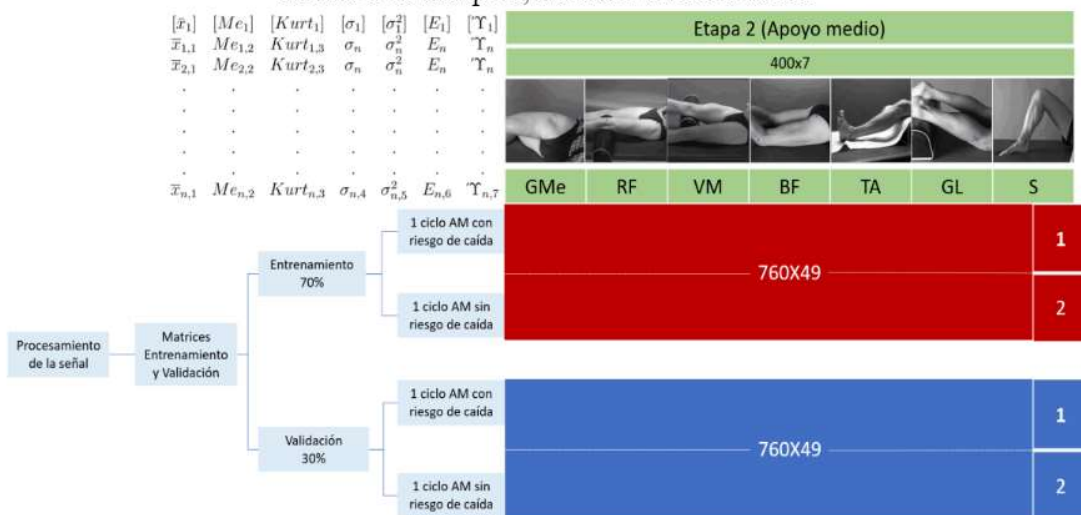 [x̂₁] [Me₁] [Kurt₁] [σ₁] [σ₁²] [E₁] [ϒ₁]
x̅₁,₁ Me₁,₂ Kurt₁,₃ σₙ σₙ² Eₙ ϒₙ
x̅₂,₁ Me₂,₂ Kurt₂,₃ σₙ σₙ² Eₙ ϒₙ
. . . . . . .
. . . . . . .
. . . . . . .
. . . . . . .
. . . . . . .
x̅ₙ,₁ Meₙ,₂ Kurtₙ,₃ σₙ,₄ σ²ₙ,₅ Eₙ,₆ ϒₙ,₇
Etapa 2 (Apoyo medio)
400x7
GMe RF VM BF TA GL S
Procesamiento
de la señal
Matrices
Entrenamiento
y Validación
Entrenamiento
70%
1 ciclo AM con
riesgo de caída
1 ciclo AM sin
riesgo de caída
760X49
1
2
Validación
30%
1 ciclo AM con
riesgo de caída
1 ciclo AM sin
riesgo de caída
760X49
1
2